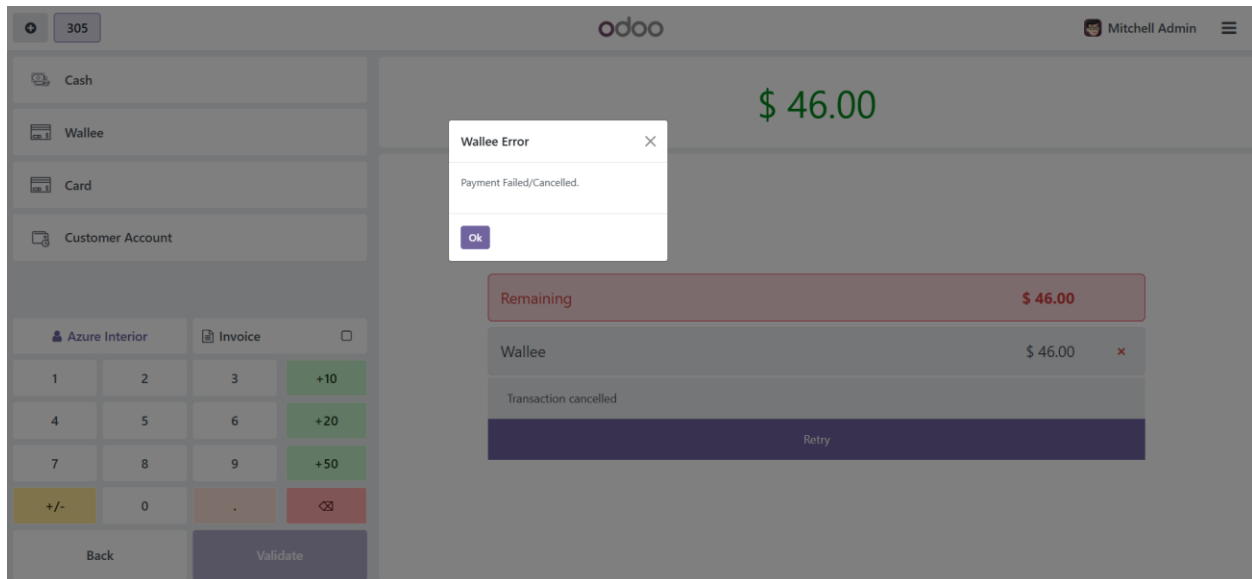 305
odoo
Mitchell Admin
Cash
Wallee
Card
Customer Account
$ 46.00
Wallee Error
Payment Failed/Cancelled.
Ok
Remaining $ 46.00
Wallee $ 46.00 ×
Transaction cancelled
Retry
Azure Interior Invoice
1 2 3 +10
4 5 6 +20
7 8 9 +50
+/- 0 .
Back Validate